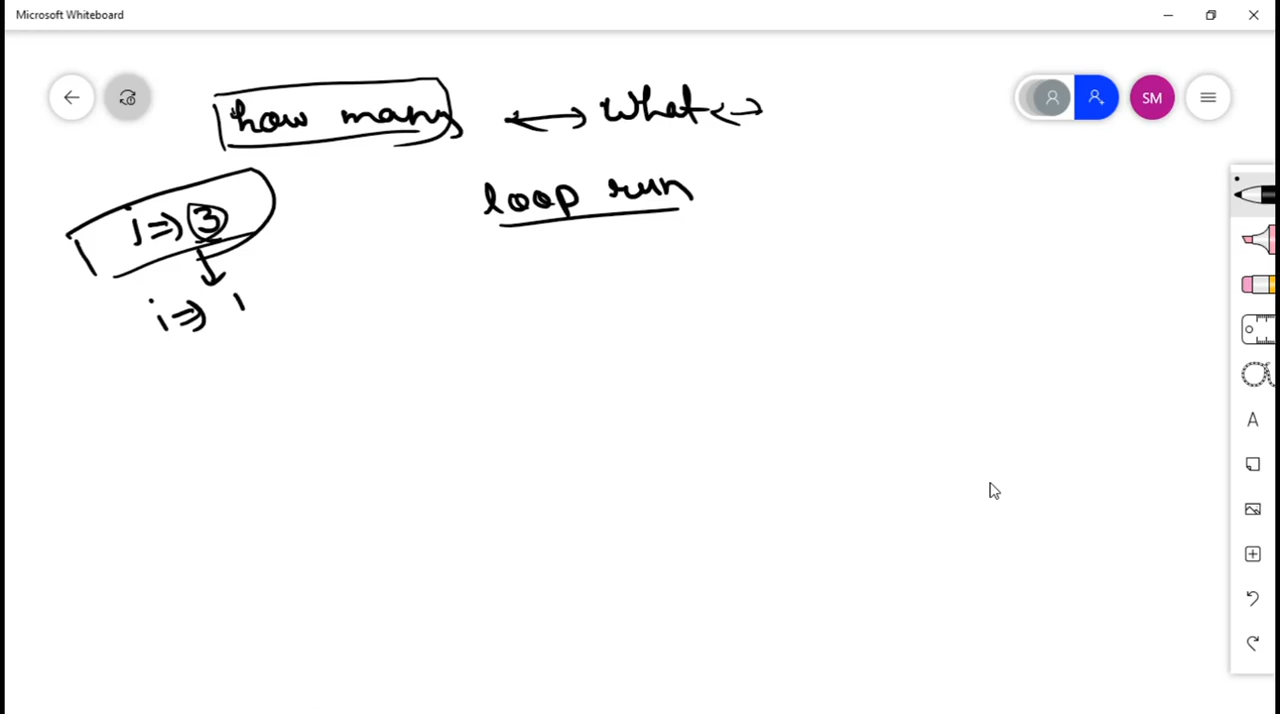 Microsoft Whiteboard
SM
how many ⟷ What ↔
loop run
j ⇒ 3
i ⇒ 1
A